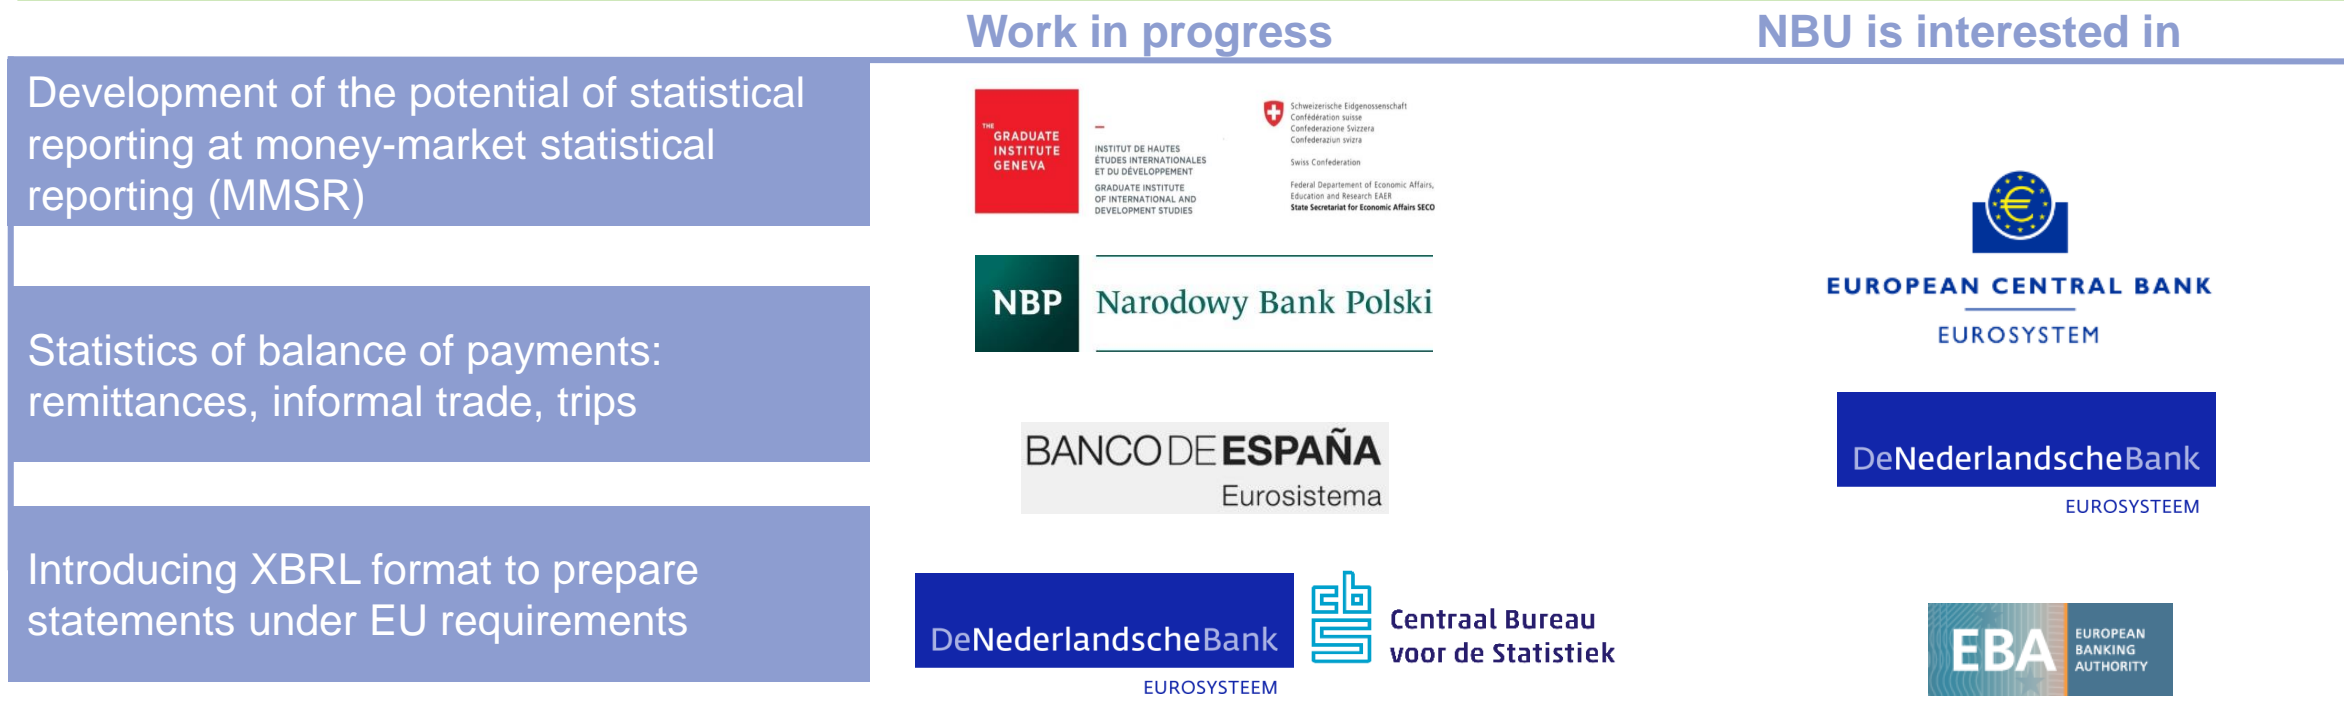 Work in progress
NBU is interested in
Development of the potential of statistical
reporting at money-market statistical
reporting (MMSR)
THE
GRADUATE
INSTITUTE
GENEVA
INSTITUT DE HAUTES
ÉTUDES INTERNATIONALES
ET DU DÉVELOPPEMENT
GRADUATE INSTITUTE
OF INTERNATIONAL AND
DEVELOPMENT STUDIES
Schweizerische Eidgenossenschaft
Confédération suisse
Confederazione Svizzera
Confederaziun svizra
Swiss Confederation
Federal Departement of Economic Affairs,
Education and Research EAER
State Secretariat for Economic Affairs SECO
EUROPEAN CENTRAL BANK
EUROSYSTEM
NBP Narodowy Bank Polski
Statistics of balance of payments:
remittances, informal trade, trips
BANCO DE ESPAÑA
Eurosistema
DeNederlandscheBank
EUROSYSTEEM
Introducing XBRL format to prepare
statements under EU requirements
DeNederlandscheBank
EUROSYSTEEM
cbs
Centraal Bureau
voor de Statistiek
EBA
EUROPEAN
BANKING
AUTHORITY